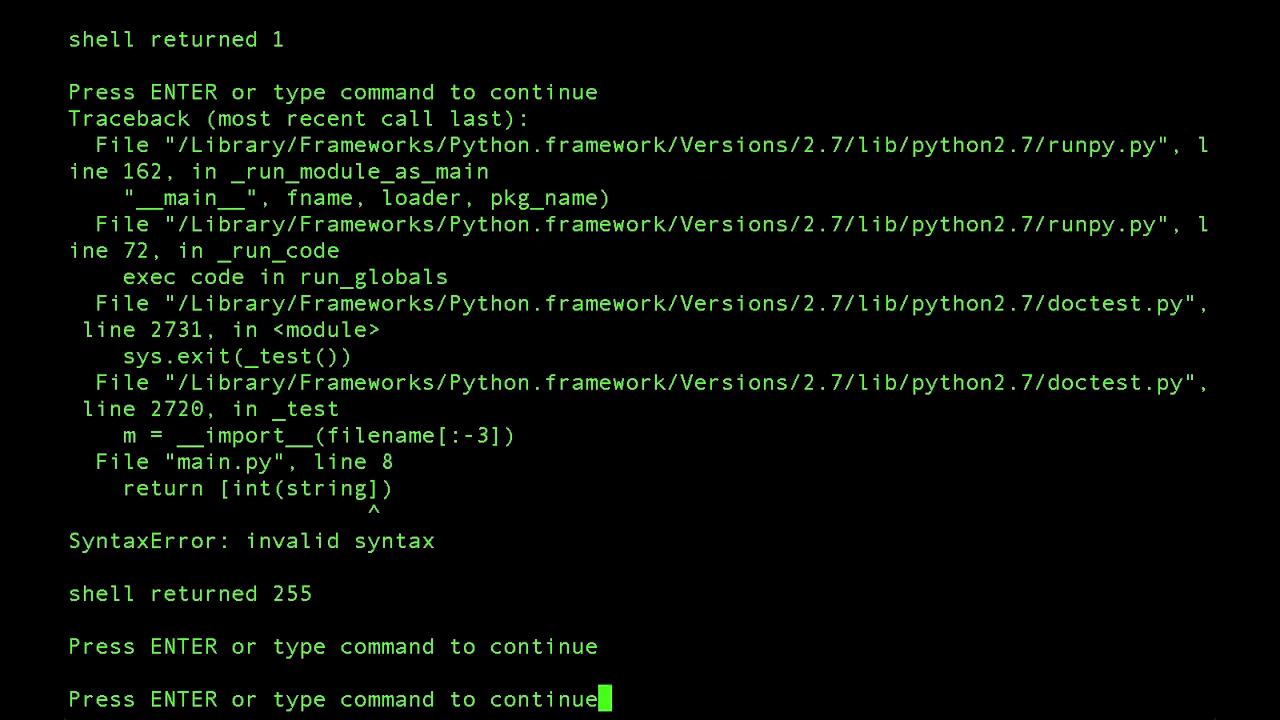 shell returned 1
Press ENTER or type command to continue
Traceback (most recent call last):
  File "/Library/Frameworks/Python.framework/Versions/2.7/lib/python2.7/runpy.py", l
ine 162, in _run_module_as_main
    "__main__", fname, loader, pkg_name)
  File "/Library/Frameworks/Python.framework/Versions/2.7/lib/python2.7/runpy.py", l
ine 72, in _run_code
    exec code in run_globals
  File "/Library/Frameworks/Python.framework/Versions/2.7/lib/python2.7/doctest.py",
 line 2731, in <module>
    sys.exit(_test())
  File "/Library/Frameworks/Python.framework/Versions/2.7/lib/python2.7/doctest.py",
 line 2720, in _test
    m = __import__(filename[:-3])
  File "main.py", line 8
    return [int(string])
                      ^
SyntaxError: invalid syntax
shell returned 255
Press ENTER or type command to continue
Press ENTER or type command to continue